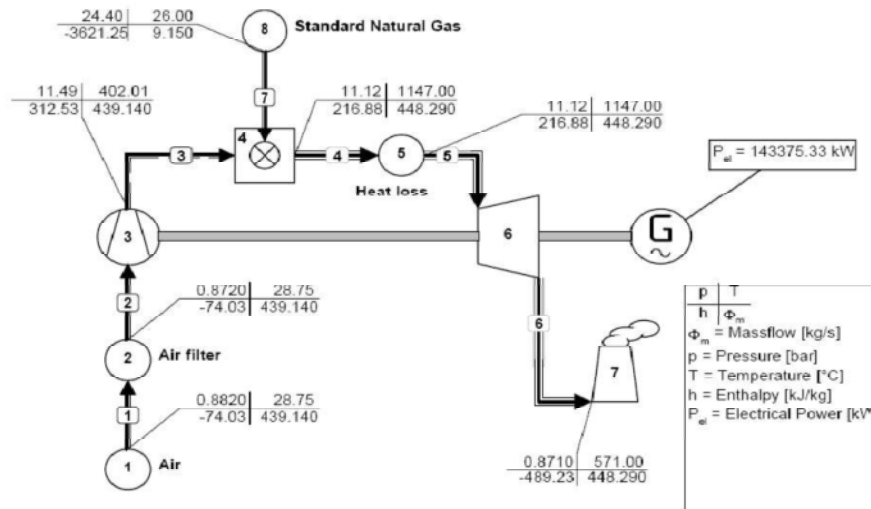 24.40 26.00
-3621.25 9.150
8
Standard Natural Gas
11.49 402.01
312.53 439.140
7
11.12 1147.00
216.88 448.290
11.12 1147.00
216.88 448.290
4
3
4
5
5
Heat loss
P_el = 143375.33 kW
3
6
G
2
0.8720 28.75
-74.03 439.140
2
Air filter
6
7
p T
h Φ_m
Φ_m = Massflow [kg/s]
p = Pressure [bar]
T = Temperature [°C]
h = Enthalpy [kJ/kg]
P_el = Electrical Power [kW
1
0.8820 28.75
-74.03 439.140
1
Air
0.8710 571.00
-489.23 448.290